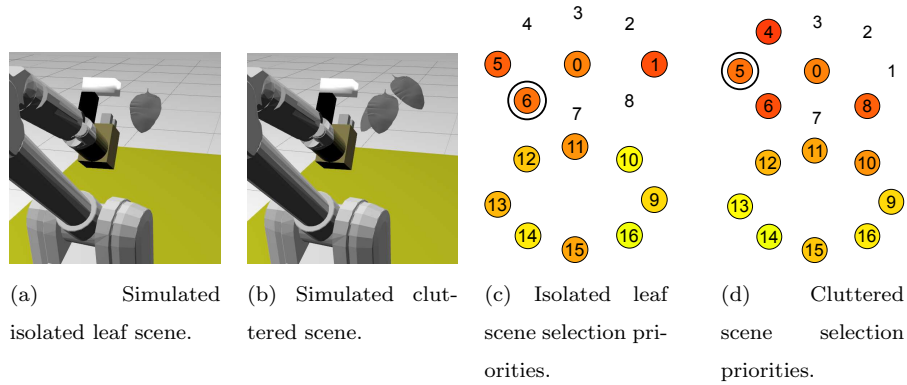 4 3 2
5 0 1
6 7 8
12 11 10
13 9
14 15 16
3
4 2
5 0 1
6 7 8
12 11 10
13 9
14 15 16
(a) Simulated
isolated leaf scene.
(b) Simulated clut-
tered scene.
(c) Isolated leaf
scene selection pri-
orities.
(d) Cluttered
scene selection
priorities.